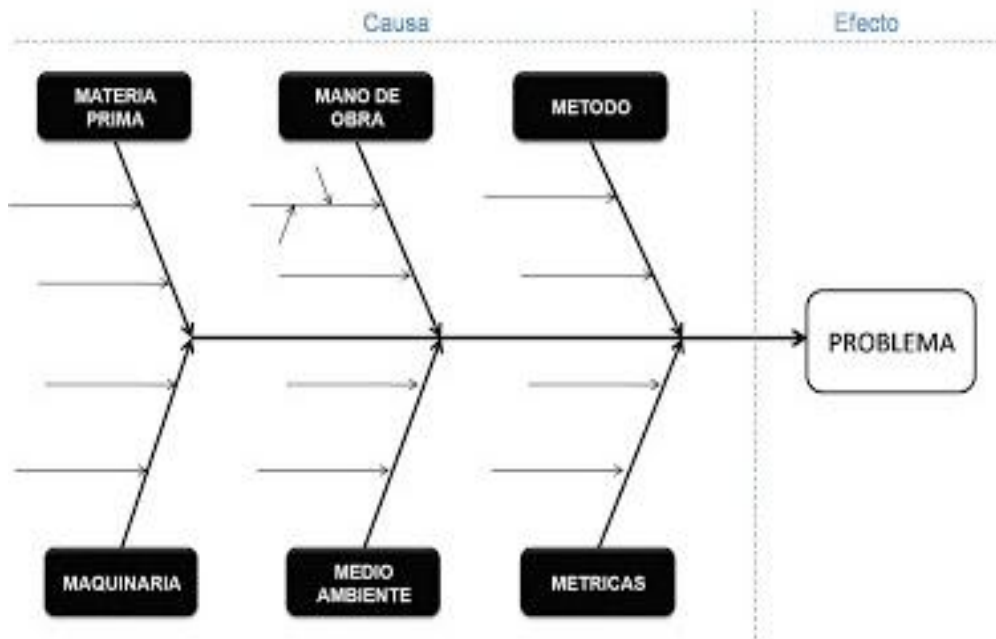 Causa
Efecto
MATERIA
PRIMA
MANO DE
OBRA
METODO
PROBLEMA
MAQUINARIA
MEDIO
AMBIENTE
METRICAS